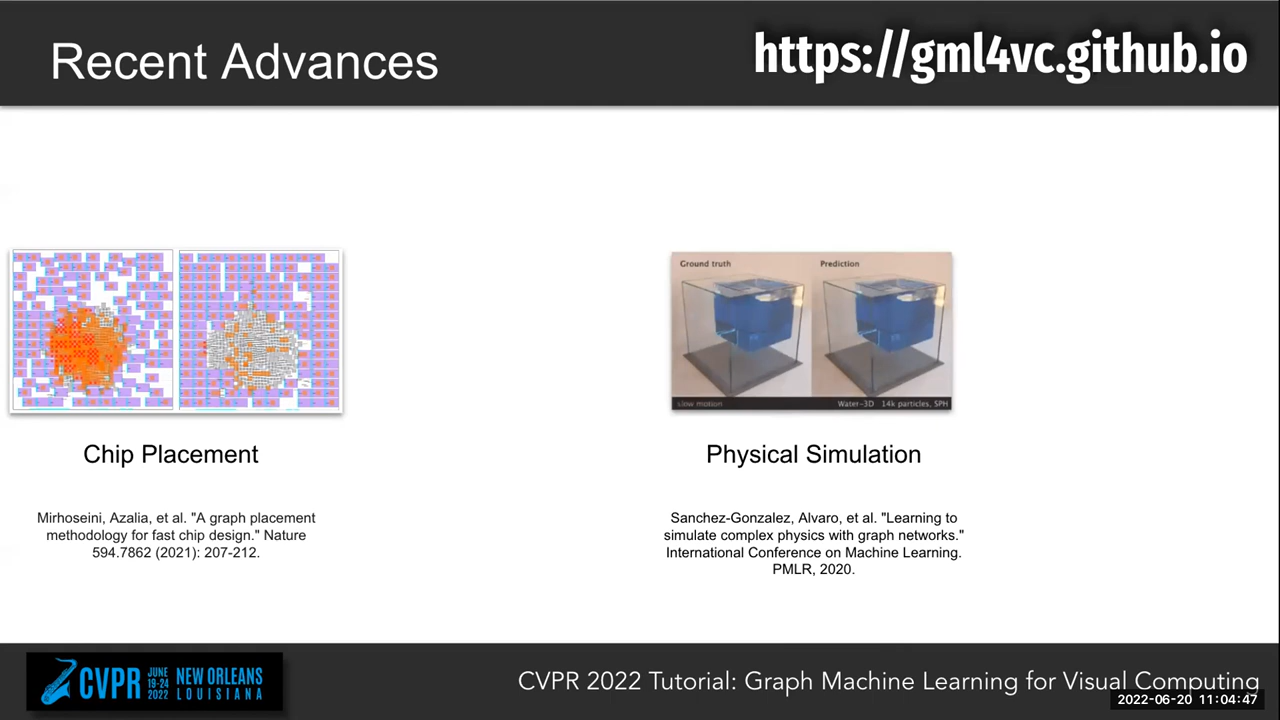 Recent Advances
https://gml4vc.github.io
Ground truth
Prediction
slow motion
Water-3D 14k particles, SPH
Chip Placement
Physical Simulation
Mirhoseini, Azalia, et al. "A graph placement
methodology for fast chip design." Nature
594.7862 (2021): 207-212.
Sanchez-Gonzalez, Alvaro, et al. "Learning to
simulate complex physics with graph networks."
International Conference on Machine Learning.
PMLR, 2020.
CVPR
JUNE
19-24
2022
NEW ORLEANS
LOUISIANA
CVPR 2022 Tutorial: Graph Machine Learning for Visual Computing
2022-06-20 11:04:47